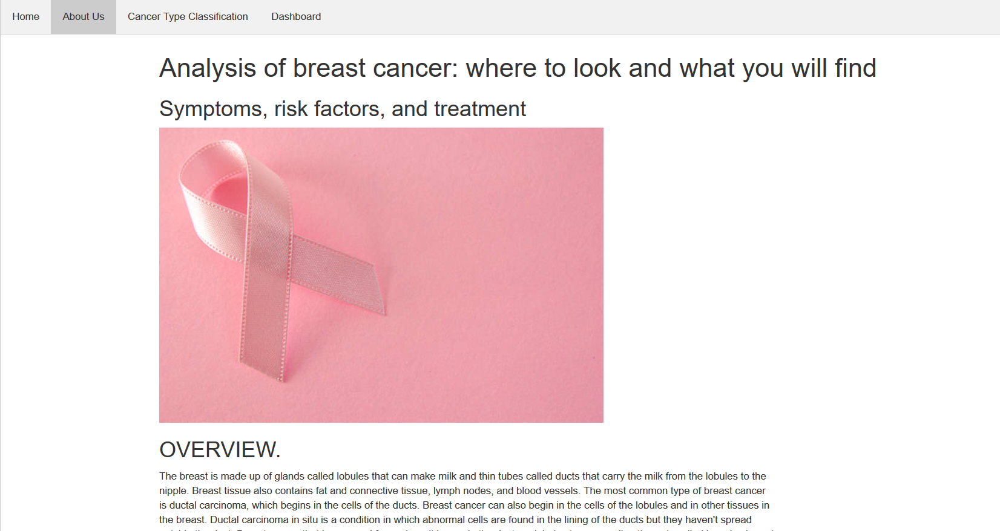 Home About Us Cancer Type Classification Dashboard
Analysis of breast cancer: where to look and what you will find
Symptoms, risk factors, and treatment
OVERVIEW.
The breast is made up of glands called lobules that can make milk and thin tubes called ducts that carry the milk from the lobules to the
nipple. Breast tissue also contains fat and connective tissue, lymph nodes, and blood vessels. The most common type of breast cancer
is ductal carcinoma, which begins in the cells of the ducts. Breast cancer can also begin in the cells of the lobules and in other tissues in
the breast. Ductal carcinoma in situ is a condition in which abnormal cells are found in the lining of the ducts but they haven't spread